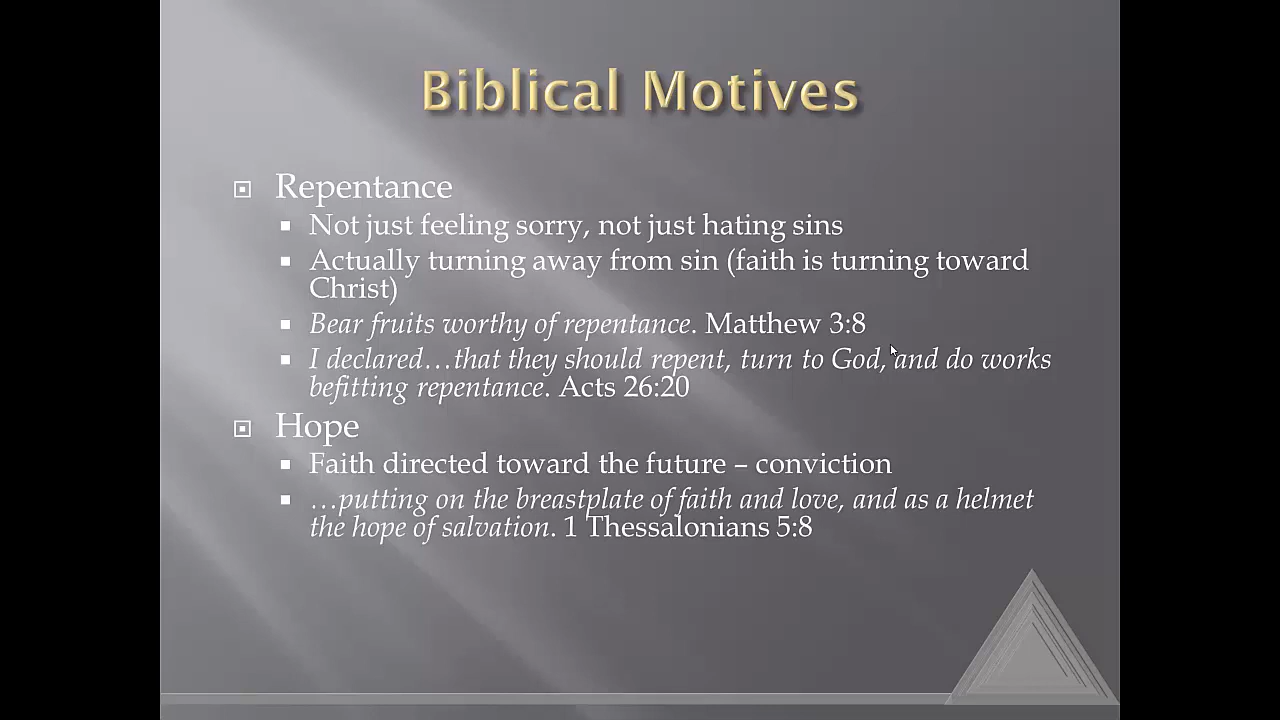 Biblical Motives
Repentance
Not just feeling sorry, not just hating sins
Actually turning away from sin (faith is turning toward
Christ)
Bear fruits worthy of repentance. Matthew 3:8
I declared…that they should repent, turn to God, and do works
befitting repentance. Acts 26:20
Hope
Faith directed toward the future – conviction
…putting on the breastplate of faith and love, and as a helmet
the hope of salvation. 1 Thessalonians 5:8